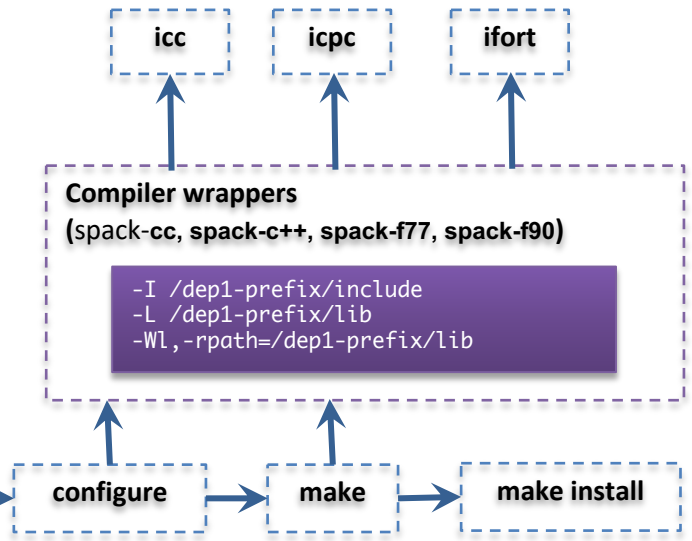 icc icpc ifort
Compiler wrappers
(spack-cc, spack-c++, spack-f77, spack-f90)
-I /dep1-prefix/include
-L /dep1-prefix/lib
-Wl,-rpath=/dep1-prefix/lib
configure make make install